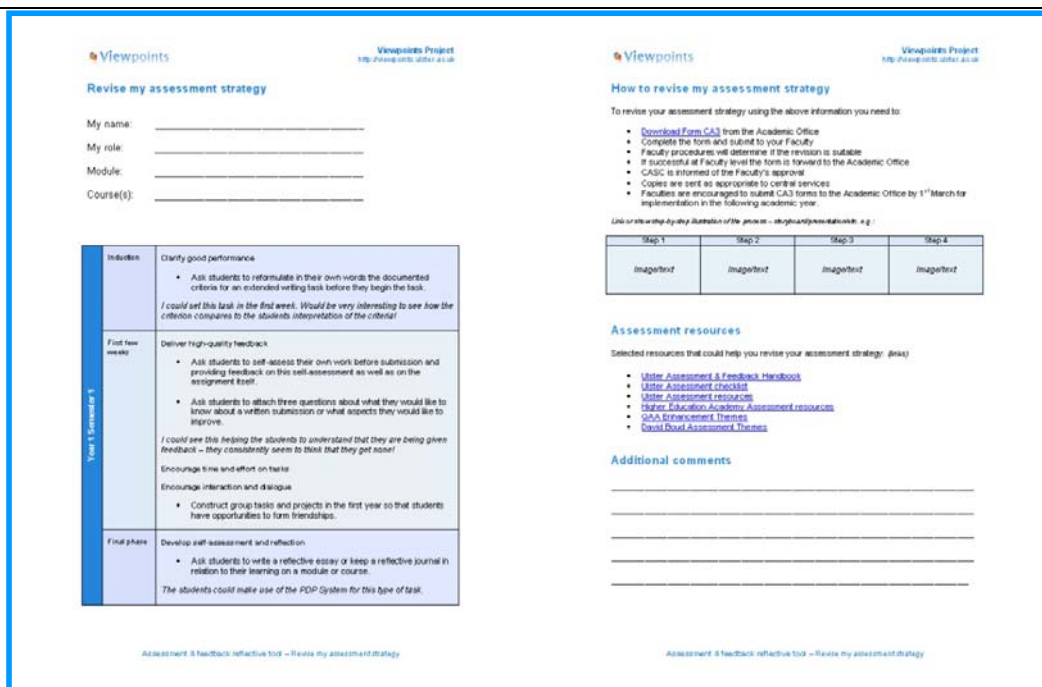 Viewpoints
Viewpoints Project
http://viewpoints.ulster.ac.uk
Revise my assessment strategy
My name:
My role:
Module:
Course(s):
Year 1 Semester 1
Induction
Clarify good performance
• Ask students to reformulate in their own words the documented
criteria for an extended writing task before they begin the task.
I could set this task in the first week. Would be very interesting to see how the
criterion compares to the students interpretation of the criteria!
First few
weeks
Deliver high-quality feedback
• Ask students to self-assess their own work before submission and
providing feedback on this self-assessment as well as on the
assignment itself.
• Ask students to attach three questions about what they would like to
know about a written submission or what aspects they would like to
improve.
I could see this helping the students to understand that they are being given
feedback – they consistently seem to think that they get none!
Encourage time and effort on tasks
Encourage interaction and dialogue
• Construct group tasks and projects in the first year so that students
have opportunities to form friendships.
Final phase
Develop self-assessment and reflection
• Ask students to write a reflective essay or keep a reflective journal in
relation to their learning on a module or course.
The students could make use of the PDP System for this type of task.
Assessment & feedback reflective tool – Revise my assessment strategy
Viewpoints
Viewpoints Project
http://viewpoints.ulster.ac.uk
How to revise my assessment strategy
To revise your assessment strategy using the above information you need to:
• Download Form CA3 from the Academic Office
• Complete the form and submit to your Faculty
• Faculty procedures will determine if the revision is suitable
• If successful at Faculty level the form is forward to the Academic Office
• CASC is informed of the Faculty's approval
• Copies are sent as appropriate to central services
• Faculties are encouraged to submit CA3 forms to the Academic Office by 1st March for
implementation in the following academic year.
Link or show step-by-step illustration of the process – storyboard/presentation/etc. e.g.:
Step 1 Step 2 Step 3 Step 4
Image/text Image/text Image/text Image/text
Assessment resources
Selected resources that could help you revise your assessment strategy: (links)
• Ulster Assessment & Feedback Handbook
• Ulster Assessment checklist
• Ulster Assessment resources
• Higher Education Academy Assessment resources
• QAA Enhancement Themes
• David Boud Assessment Themes
Additional comments
Assessment & feedback reflective tool – Revise my assessment strategy